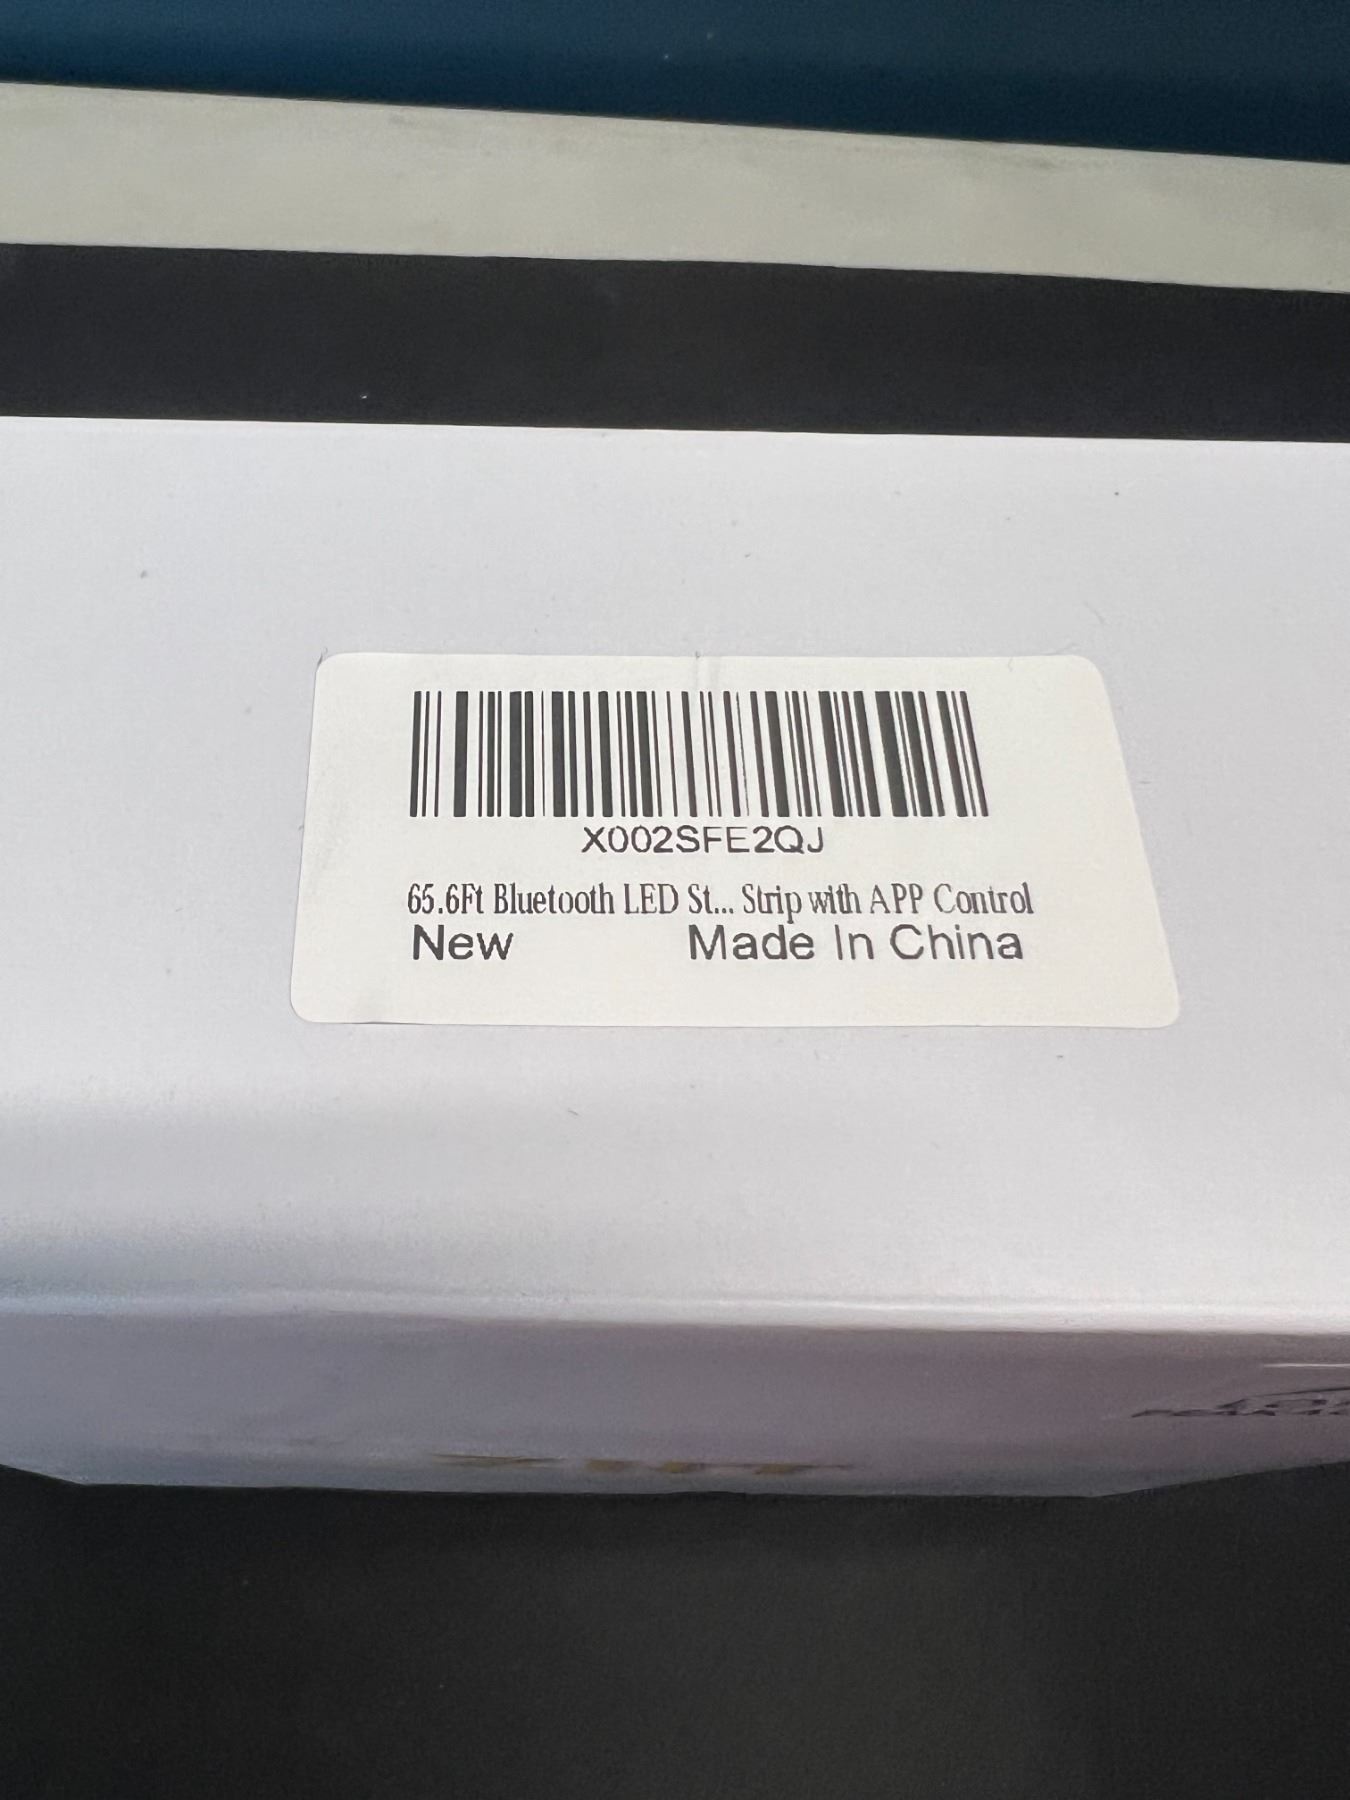 X002SFE2QJ
65.6Ft Bluetooth LED St... Strip with APP Control
New Made In China